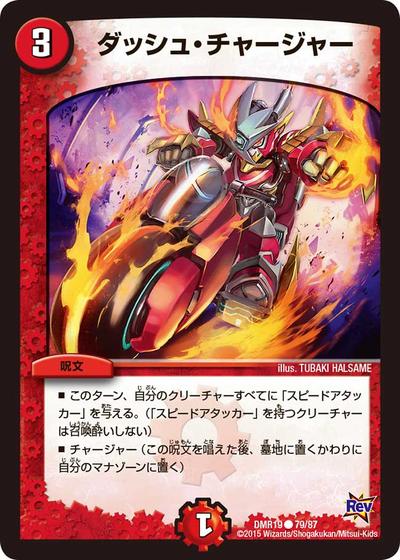 3
ダッシュ・チャージャー
呪文
illus. TUBAKI HALSAME
■ このターン、自分のクリーチャーすべてに「スピードアタッ
カー」を与える。（「スピードアタッカー」を持つクリーチャー
は召喚酔いしない）
■ チャージャー（この呪文を唱えた後、墓地に置くかわりに
自分のマナゾーンに置く）
1
Rev
DMR19 ● 79/87
©2015 Wizards/Shogakukan/Mitsui-Kids